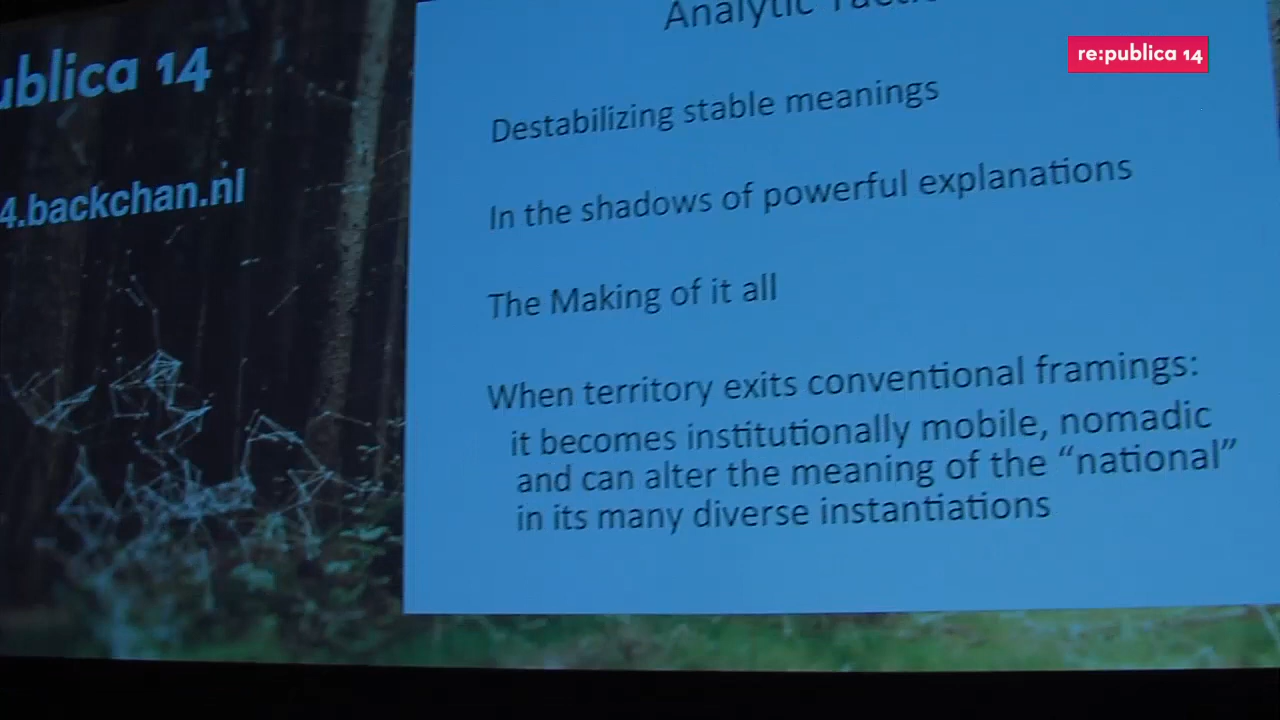 Analytic
re:publica 14
14
Destabilizing stable meanings
4.backchan.nl
In the shadows of powerful explanations
The Making of it all
When territory exits conventional framings:
it becomes institutionally mobile, nomadic
and can alter the meaning of the “national”
in its many diverse instantiations